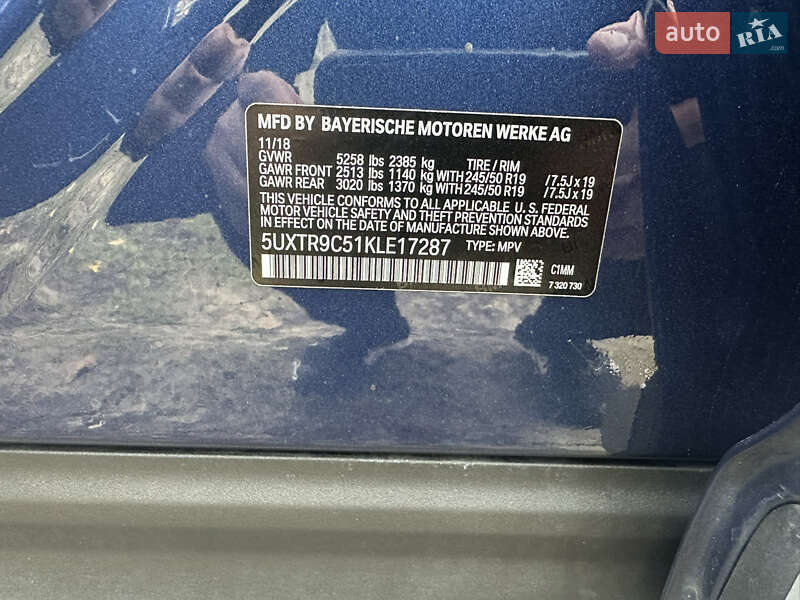 auto RIA .com
MFD BY BAYERISCHE MOTOREN WERKE AG
11/18
GVWR 5258 lbs 2385 kg TIRE / RIM
GAWR FRONT 2513 lbs 1140 kg WITH 245/50 R19 /7.5J x 19
GAWR REAR 3020 lbs 1370 kg WITH 245/50 R19 /7.5J x 19
THIS VEHICLE CONFORMS TO ALL APPLICABLE U. S. FEDERAL
MOTOR VEHICLE SAFETY AND THEFT PREVENTION STANDARDS
IN EFFECT ON THE DATE OF MANUFACTURE SHOWN ABOVE.
5UXTR9C51KLE17287 TYPE: MPV
C1MM
7 320 730